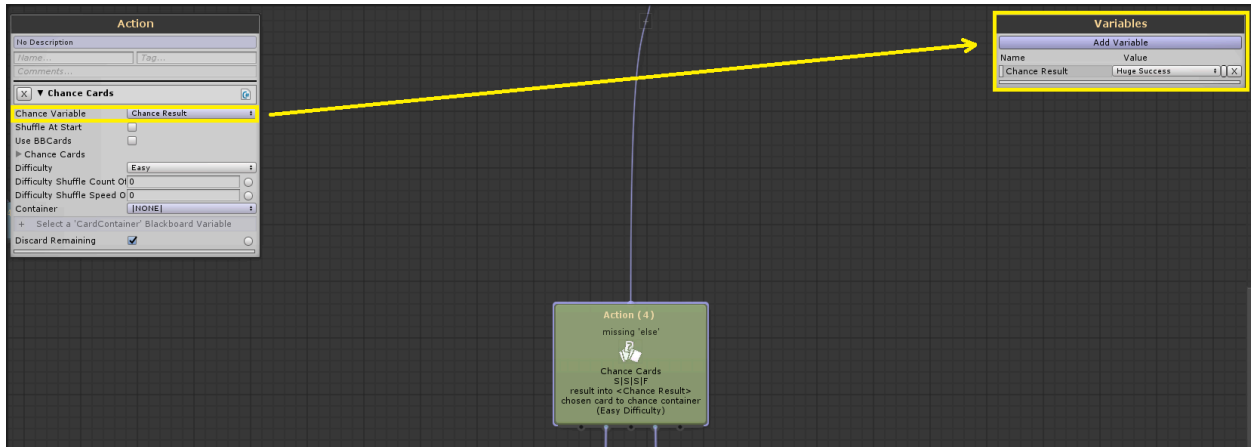 Action
No Description
Name... Tag...
Comments...
X ▼ Chance Cards
Chance Variable Chance Result
Shuffle At Start
Use BBCards
▶ Chance Cards
Difficulty Easy
Difficulty Shuffle Count Of 0
Difficulty Shuffle Speed O 0
Container [NONE]
+ Select a 'CardContainer' Blackboard Variable
Discard Remaining
Variables
Add Variable
Name Value
Chance Result Huge Success X
Action (4)
missing 'else'
Chance Cards
S|S|S|F
result into <Chance Result>
chosen card to chance container
(Easy Difficulty)